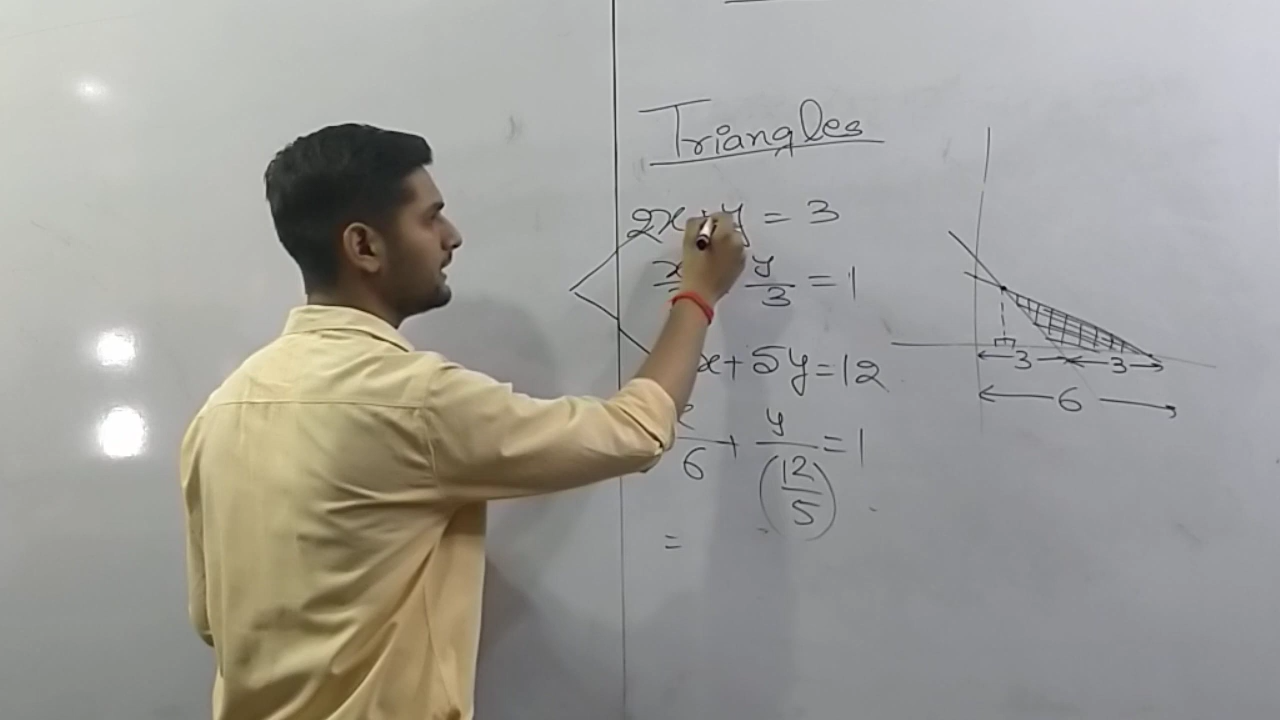 Triangles
2x+y = 3
x y/3 = 1
x+5y=12
/6 + y/(12/5) = 1
=
3 3
6